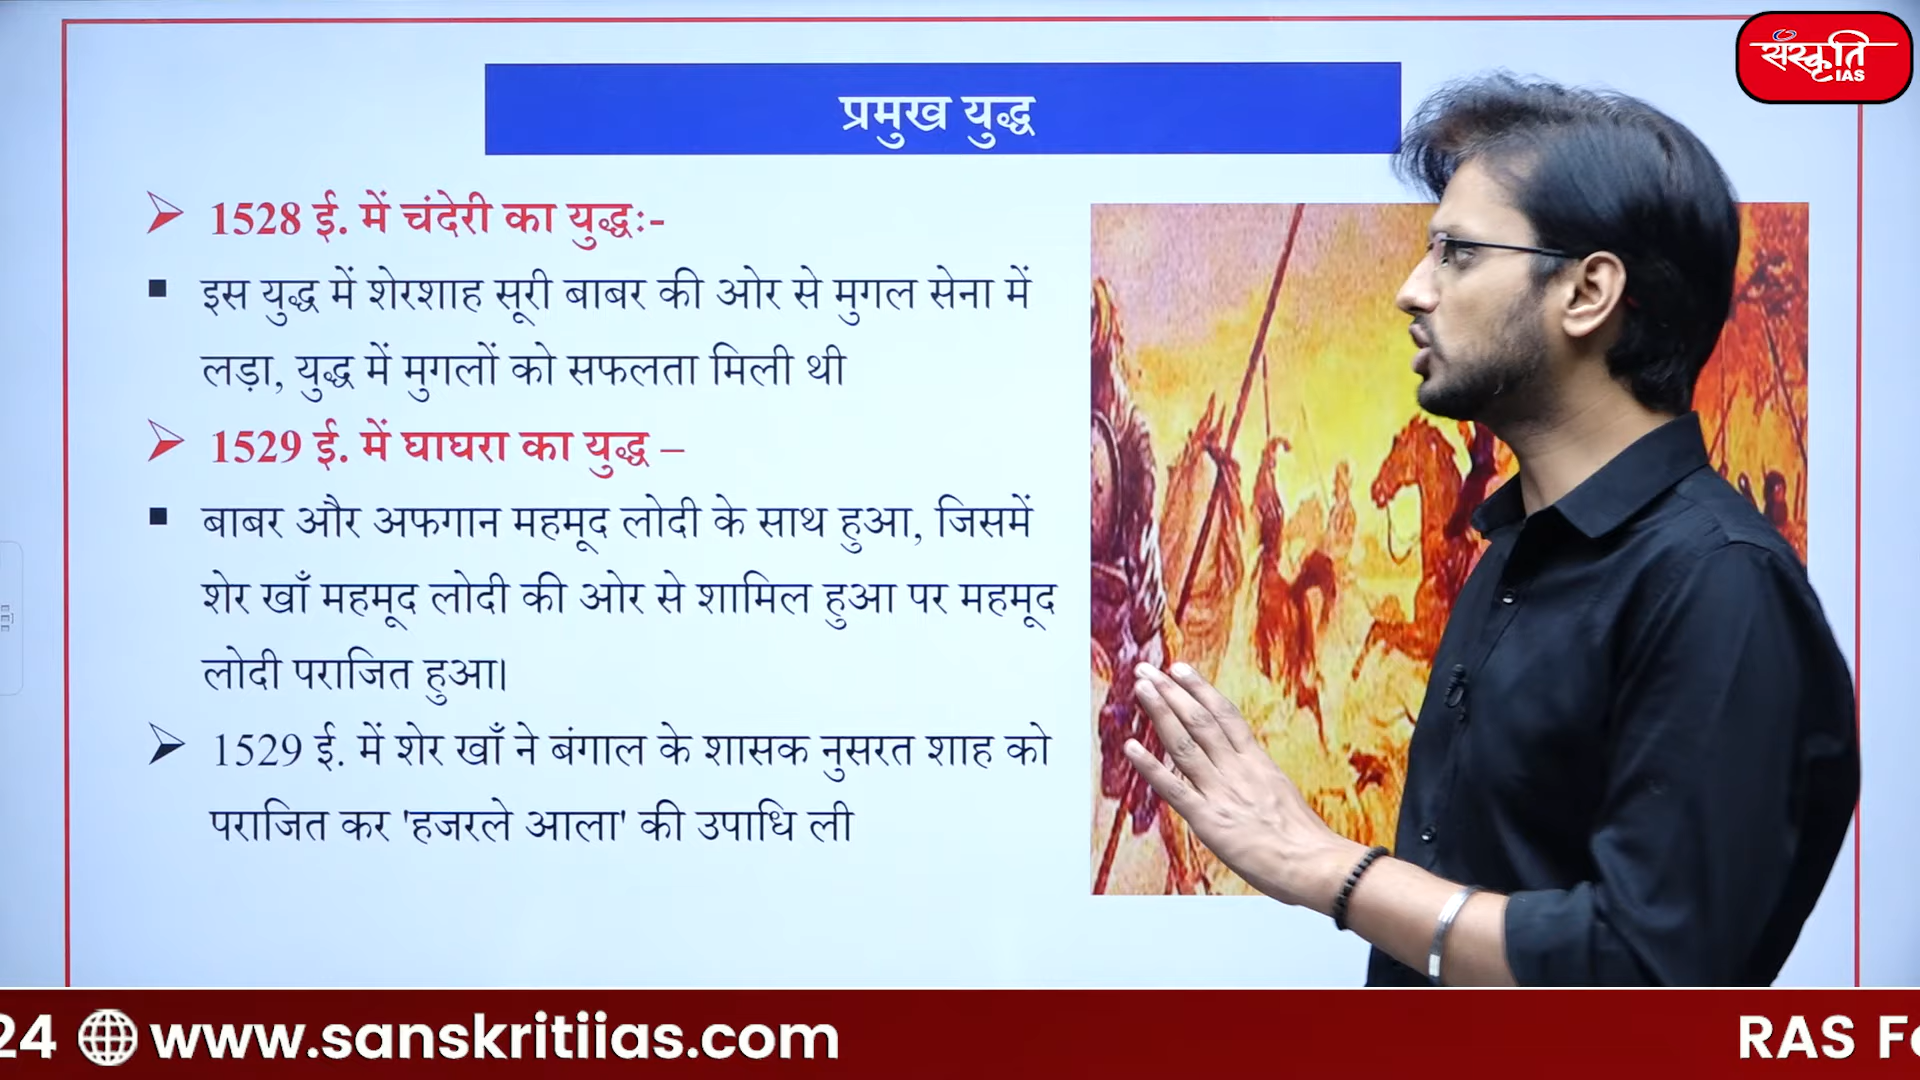 संस्कृति
IAS
प्रमुख युद्ध
1528 ई. में चंदेरी का युद्धः-
इस युद्ध में शेरशाह सूरी बाबर की ओर से मुगल सेना में
लड़ा, युद्ध में मुगलों को सफलता मिली थी
1529 ई. में घाघरा का युद्ध –
बाबर और अफगान महमूद लोदी के साथ हुआ, जिसमें
शेर खाँ महमूद लोदी की ओर से शामिल हुआ पर महमूद
लोदी पराजित हुआ।
1529 ई. में शेर खाँ ने बंगाल के शासक नुसरत शाह को
पराजित कर 'हजरले आला' की उपाधि ली
24 www.sanskritiias.com RAS